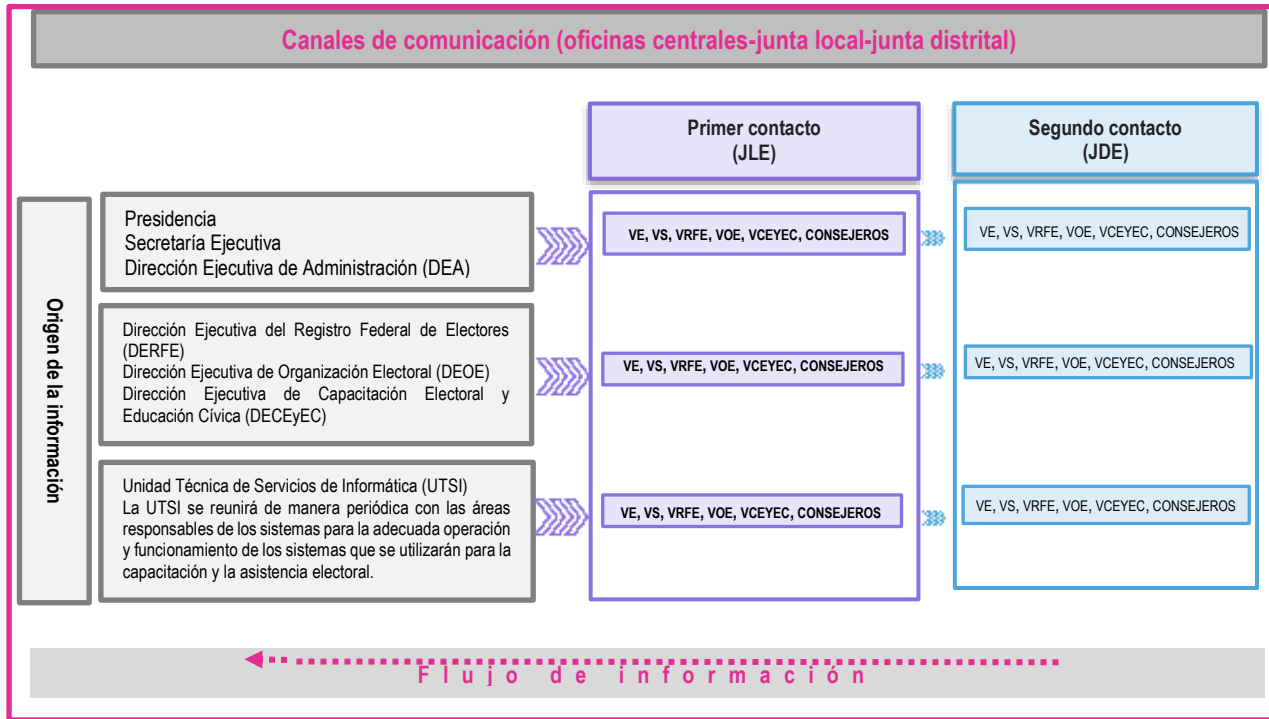 Canales de comunicación (oficinas centrales-junta local-junta distrital)
Primer contacto
(JLE)
Segundo contacto
(JDE)
Origen de la información
Presidencia
Secretaría Ejecutiva
Dirección Ejecutiva de Administración (DEA)
VE, VS, VRFE, VOE, VCEYEC, CONSEJEROS
VE, VS, VRFE, VOE, VCEYEC, CONSEJEROS
Dirección Ejecutiva del Registro Federal de Electores
(DERFE)
Dirección Ejecutiva de Organización Electoral (DEOE)
Dirección Ejecutiva de Capacitación Electoral y
Educación Cívica (DECEyEC)
VE, VS, VRFE, VOE, VCEYEC, CONSEJEROS
VE, VS, VRFE, VOE, VCEYEC, CONSEJEROS
Unidad Técnica de Servicios de Informática (UTSI)
La UTSI se reunirá de manera periódica con las áreas
responsables de los sistemas para la adecuada operación
y funcionamiento de los sistemas que se utilizarán para la
capacitación y la asistencia electoral.
VE, VS, VRFE, VOE, VCEYEC, CONSEJEROS
VE, VS, VRFE, VOE, VCEYEC, CONSEJEROS
Flujo de información